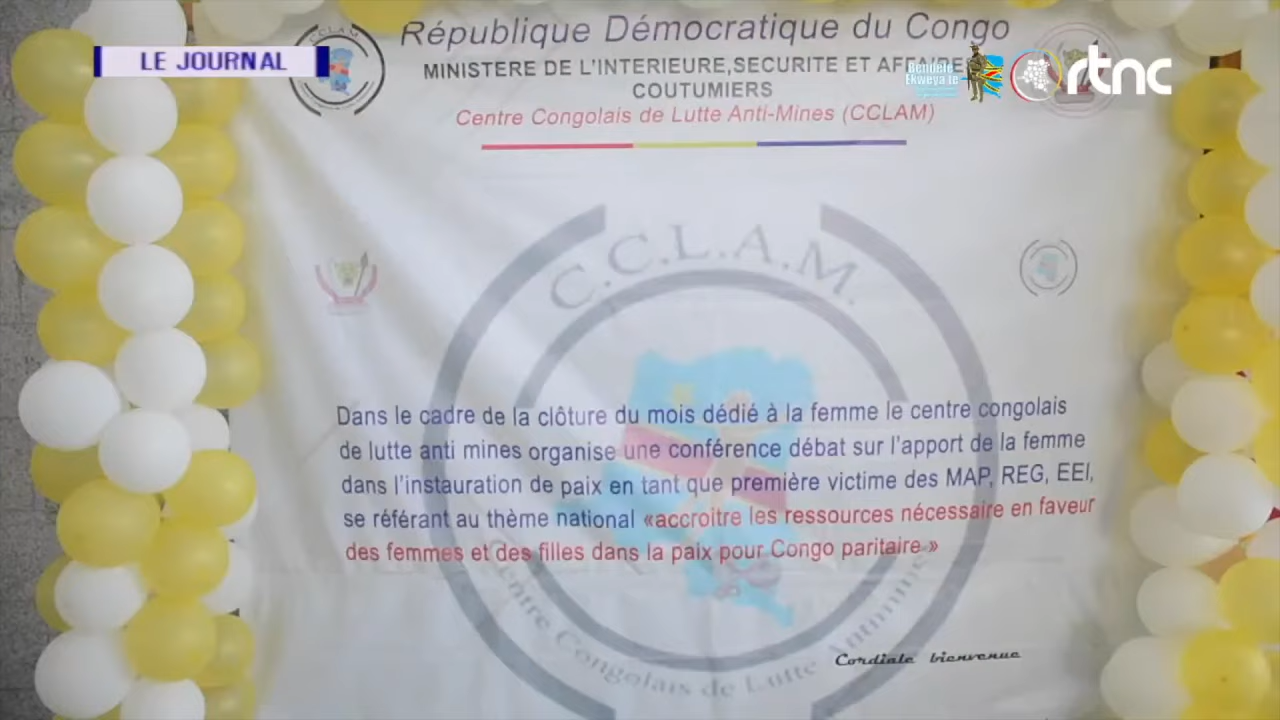 C C L A M
République Démocratique du Congo
LE JOURNAL
MINISTERE DE L'INTERIEURE, SECURITE ET
Bendele
Ekweya te
rtnc
COUTUMIERS
Centre Congolais de Lutte Anti-Mines (CCLAM)
C.C.L.A.M.
Dans le cadre de la clôture du mois dédié à la femme le centre congolais
de lutte anti mines organise une conférence débat sur l'apport de la femme
dans l'instauration de paix en tant que première victime des MAP, REG, EEI,
se référant au thème national «accroitre les ressources nécessaire en faveur
des femmes et des filles dans la paix pour Congo paritaire »
Centre Congolais de Lutte Antimines
Cordiale bienvenue